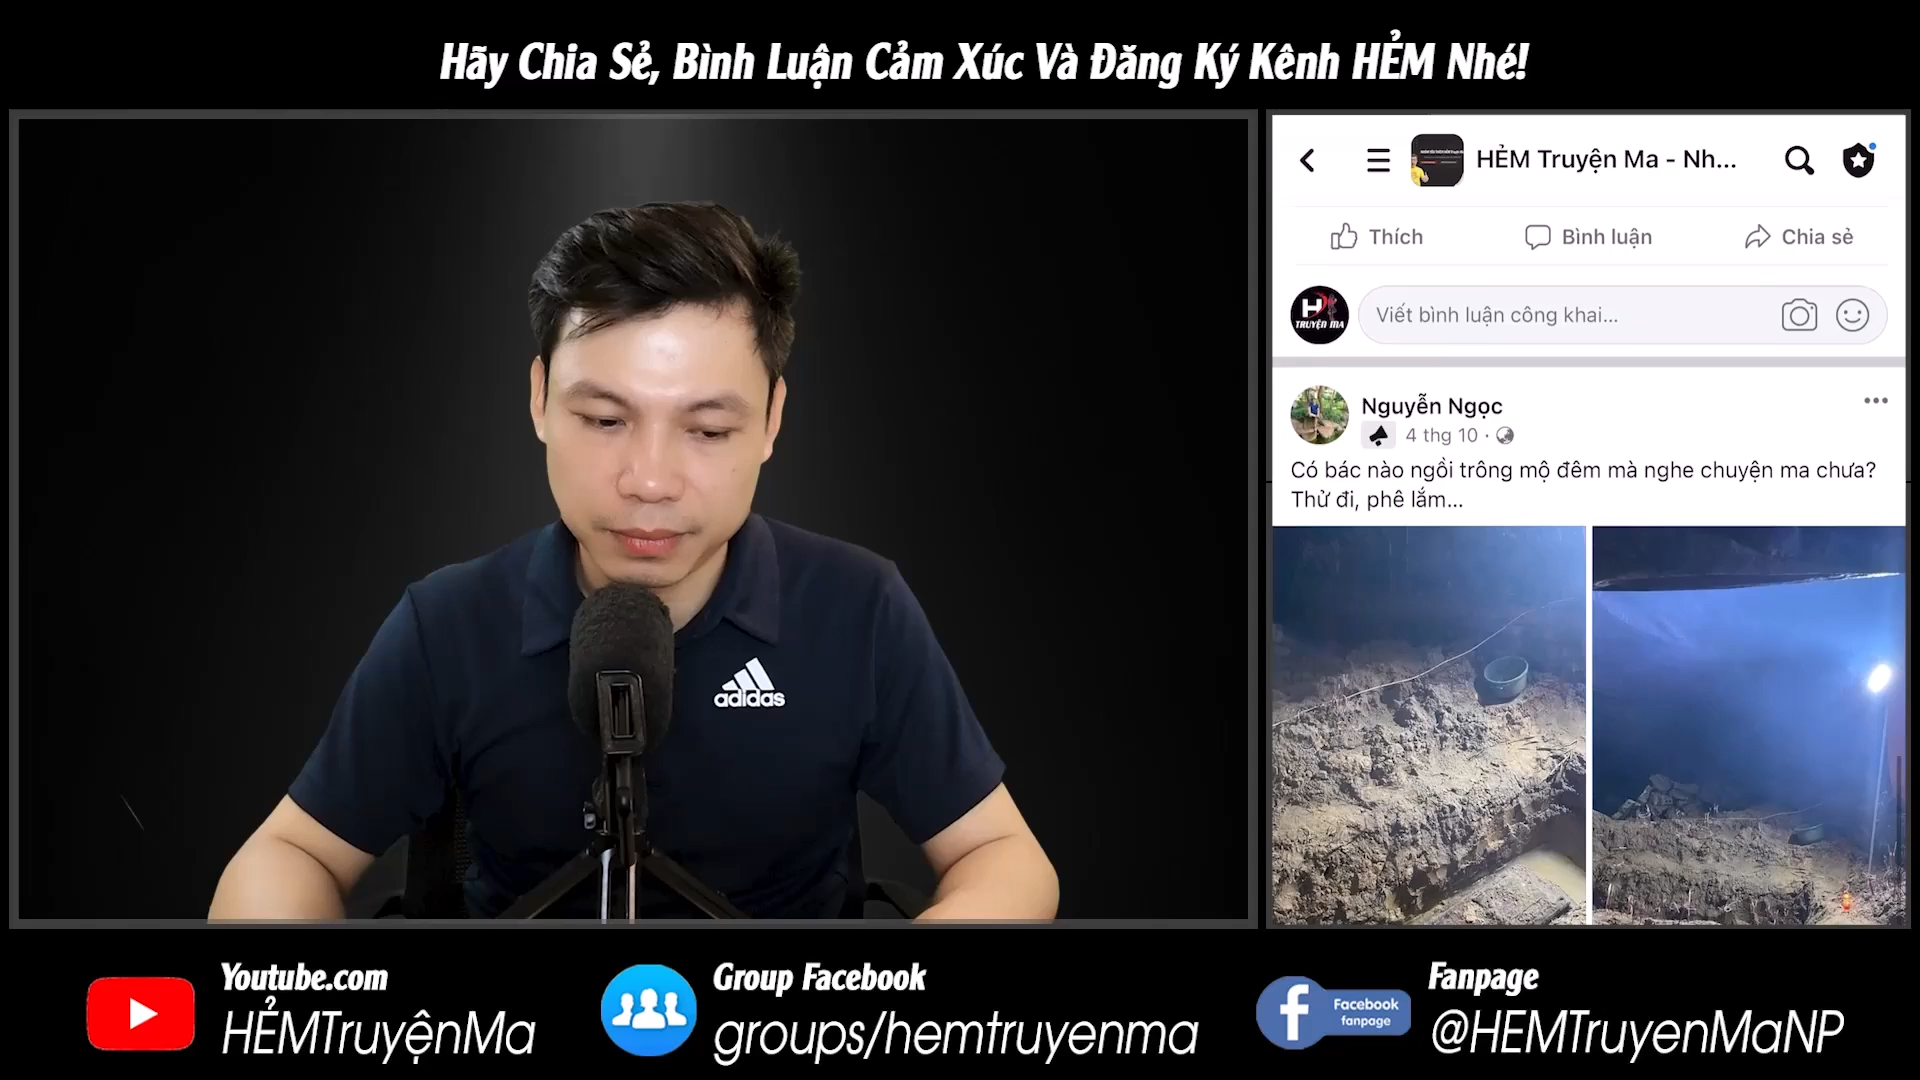 Hãy Chia Sẻ, Bình Luận Cảm Xúc Và Đăng Ký Kênh HẺM Nhé!
HẺM Truyện Ma - Nh...
Thích
Bình luận
Chia sẻ
H
TRUYỆN MA
Viết bình luận công khai...
Nguyễn Ngọc
4 thg 10 ·
Có bác nào ngồi trông mộ đêm mà nghe chuyện ma chưa?
Thử đi, phê lắm...
adidas
Youtube.com
HẺMTruyệnMa
Group Facebook
groups/hemtruyenma
Facebook
fanpage
Fanpage
@HEMTruyenMaNP